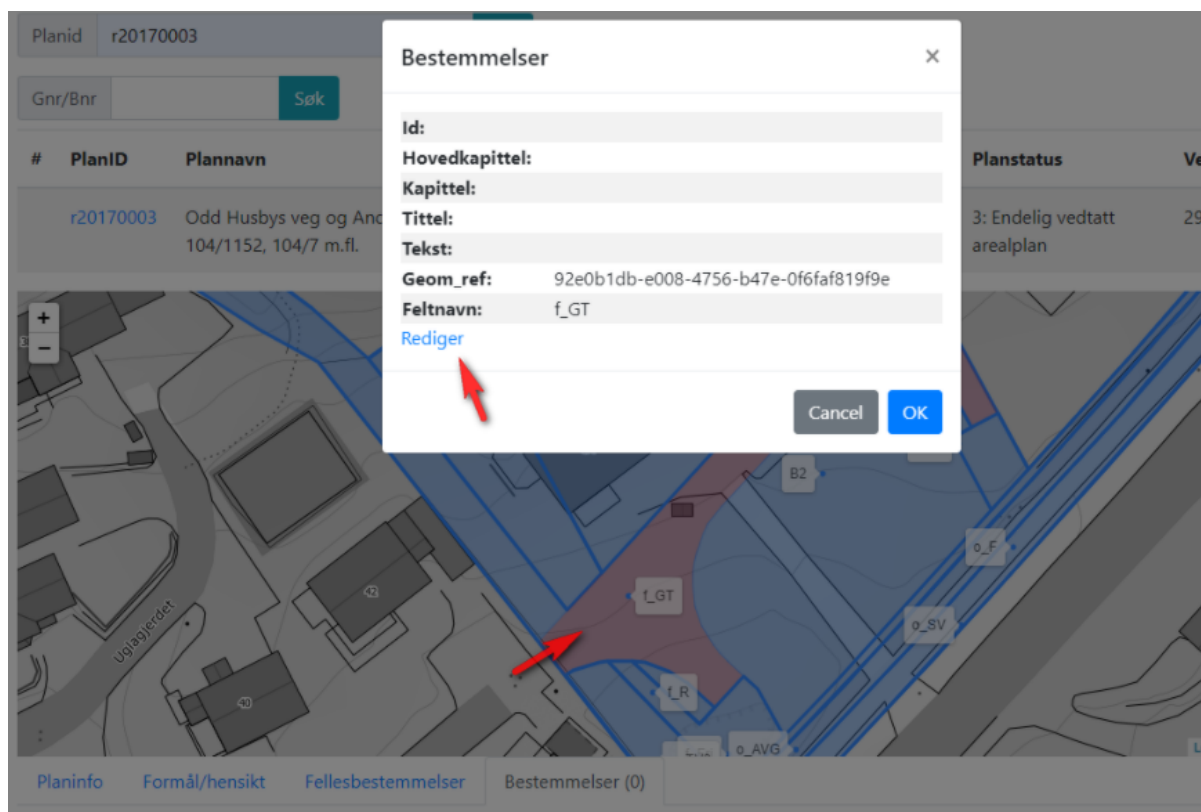 Planid r20170003
Bestemmelser ×
Gnr/Bnr Søk
Id:
Hovedkapittel:
# PlanID Plannavn Planstatus Ve
Kapittel:
r20170003 Odd Husbys veg og And 3: Endelig vedtatt 29
Tittel:
104/1152, 104/7 m.fl. arealplan
Tekst:
Geom_ref: 92e0b1db-e008-4756-b47e-0f6faf819f9e
Feltnavn: f_GT
+
Rediger
−
Cancel OK
B2
o_F
42
f_GT
o_SV
Uglagjerdet
f_R
40
o_AVG
L
Planinfo Formål/hensikt Fellesbestemmelser Bestemmelser (0)